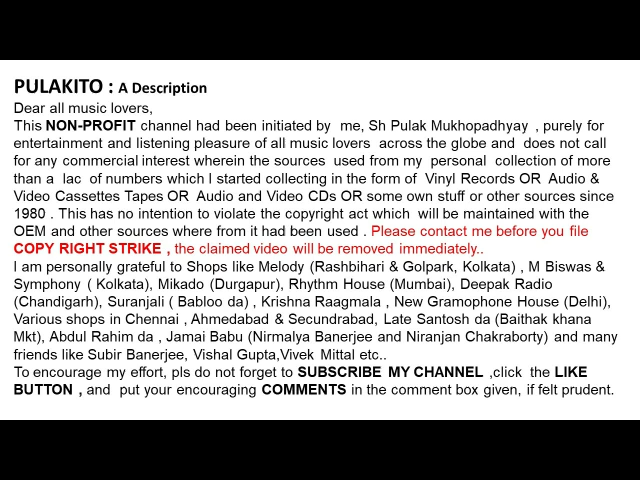 PULAKITO : A Description
Dear all music lovers,
This NON-PROFIT channel had been initiated by me, Sh Pulak Mukhopadhyay , purely for
entertainment and listening pleasure of all music lovers across the globe and does not call
for any commercial interest wherein the sources used from my personal collection of more
than a lac of numbers which I started collecting in the form of Vinyl Records OR Audio &
Video Cassettes Tapes OR Audio and Video CDs OR some own stuff or other sources since
1980 . This has no intention to violate the copyright act which will be maintained with the
OEM and other sources where from it had been used . Please contact me before you file
COPY RIGHT STRIKE , the claimed video will be removed immediately..
I am personally grateful to Shops like Melody (Rashbihari & Golpark, Kolkata) , M Biswas &
Symphony ( Kolkata), Mikado (Durgapur), Rhythm House (Mumbai), Deepak Radio
(Chandigarh), Suranjali ( Babloo da) , Krishna Raagmala , New Gramophone House (Delhi),
Various shops in Chennai , Ahmedabad & Secundrabad, Late Santosh da (Baithak khana
Mkt), Abdul Rahim da , Jamai Babu (Nirmalya Banerjee and Niranjan Chakraborty) and many
friends like Subir Banerjee, Vishal Gupta,Vivek Mittal etc..
To encourage my effort, pls do not forget to SUBSCRIBE MY CHANNEL ,click the LIKE
BUTTON , and put your encouraging COMMENTS in the comment box given, if felt prudent.